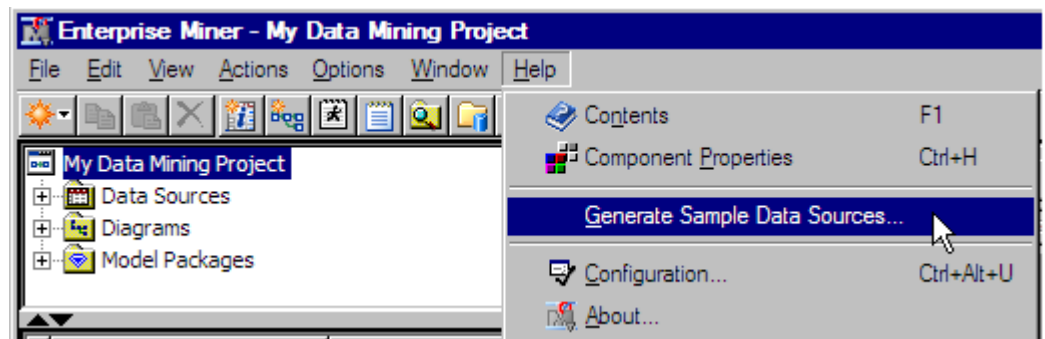 Enterprise Miner - My Data Mining Proje
File Edit View Actions Options Window Help
Contents F1
Component Properties Ctrl+H
Generate Sample Data Sources...
Configuration... Ctrl+Alt+U
About...
My Data Mining Project
Data Sources
Diagrams
Model Packages